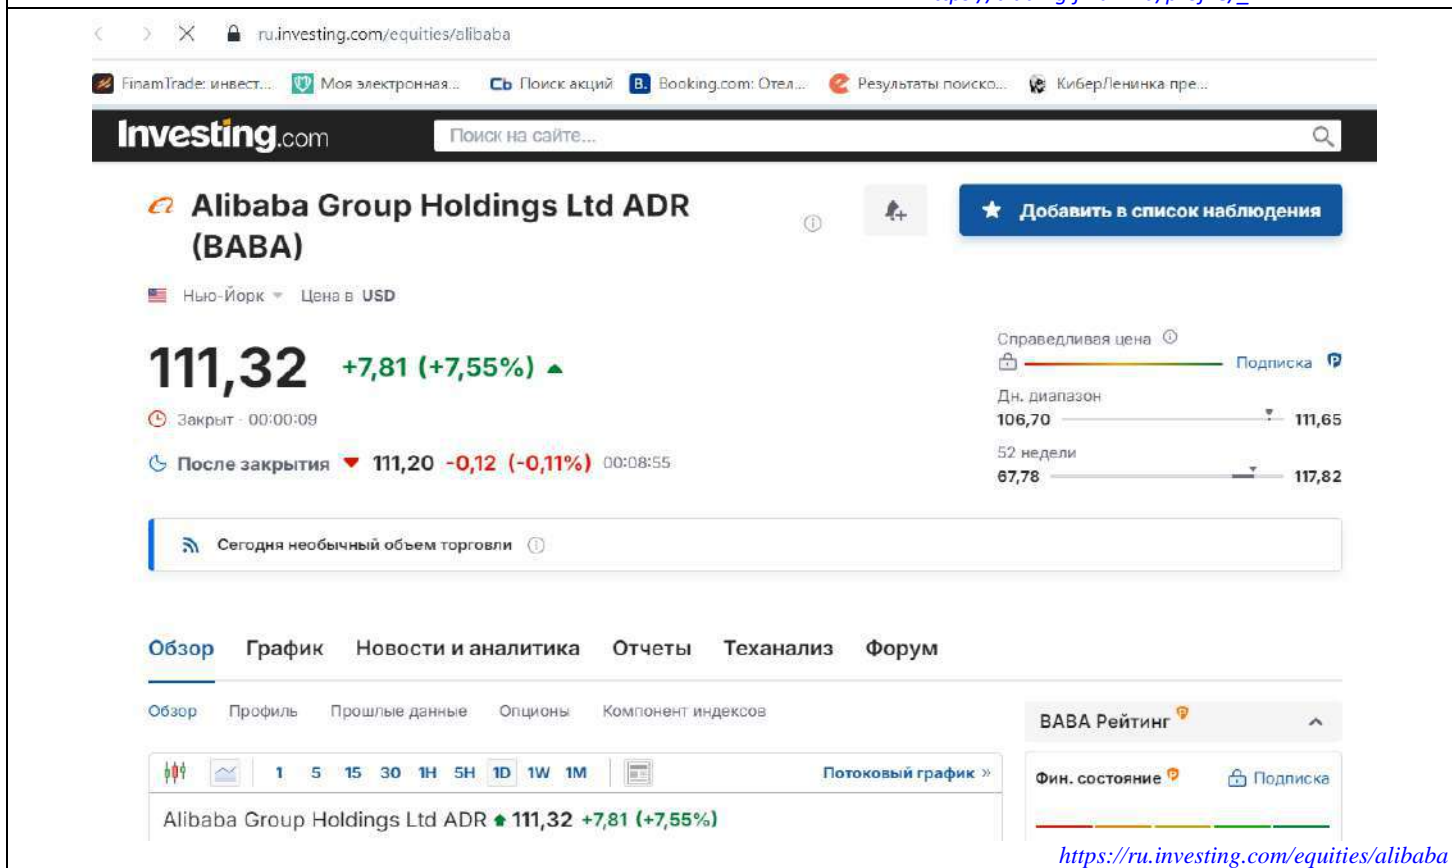 ru.investing.com/equities/alibaba
FinamTrade: инвест... Моя электронная... Сb Поиск акций B. Booking.com: Отел... Результаты поиско... КиберЛенинка пре...
Investing.com Поиск на сайте...
Alibaba Group Holdings Ltd ADR
(BABA)
Добавить в список наблюдения
Нью-Йорк Цена в USD
111,32 +7,81 (+7,55%)
Закрыт · 00:00:09
После закрытия 111,20 -0,12 (-0,11%) 00:08:55
Справедливая цена
Подписка
Дн. диапазон
106,70 111,65
52 недели
67,78 117,82
Сегодня необычный объем торговли
Обзор График Новости и аналитика Отчеты Теханализ Форум
Обзор Профиль Прошлые данные Опционы Компонент индексов
BABA Рейтинг
1 5 15 30 1H 5H 1D 1W 1M Потоковый график »
Фин. состояние Подписка
Alibaba Group Holdings Ltd ADR 111,32 +7,81 (+7,55%)
https://ru.investing.com/equities/alibaba